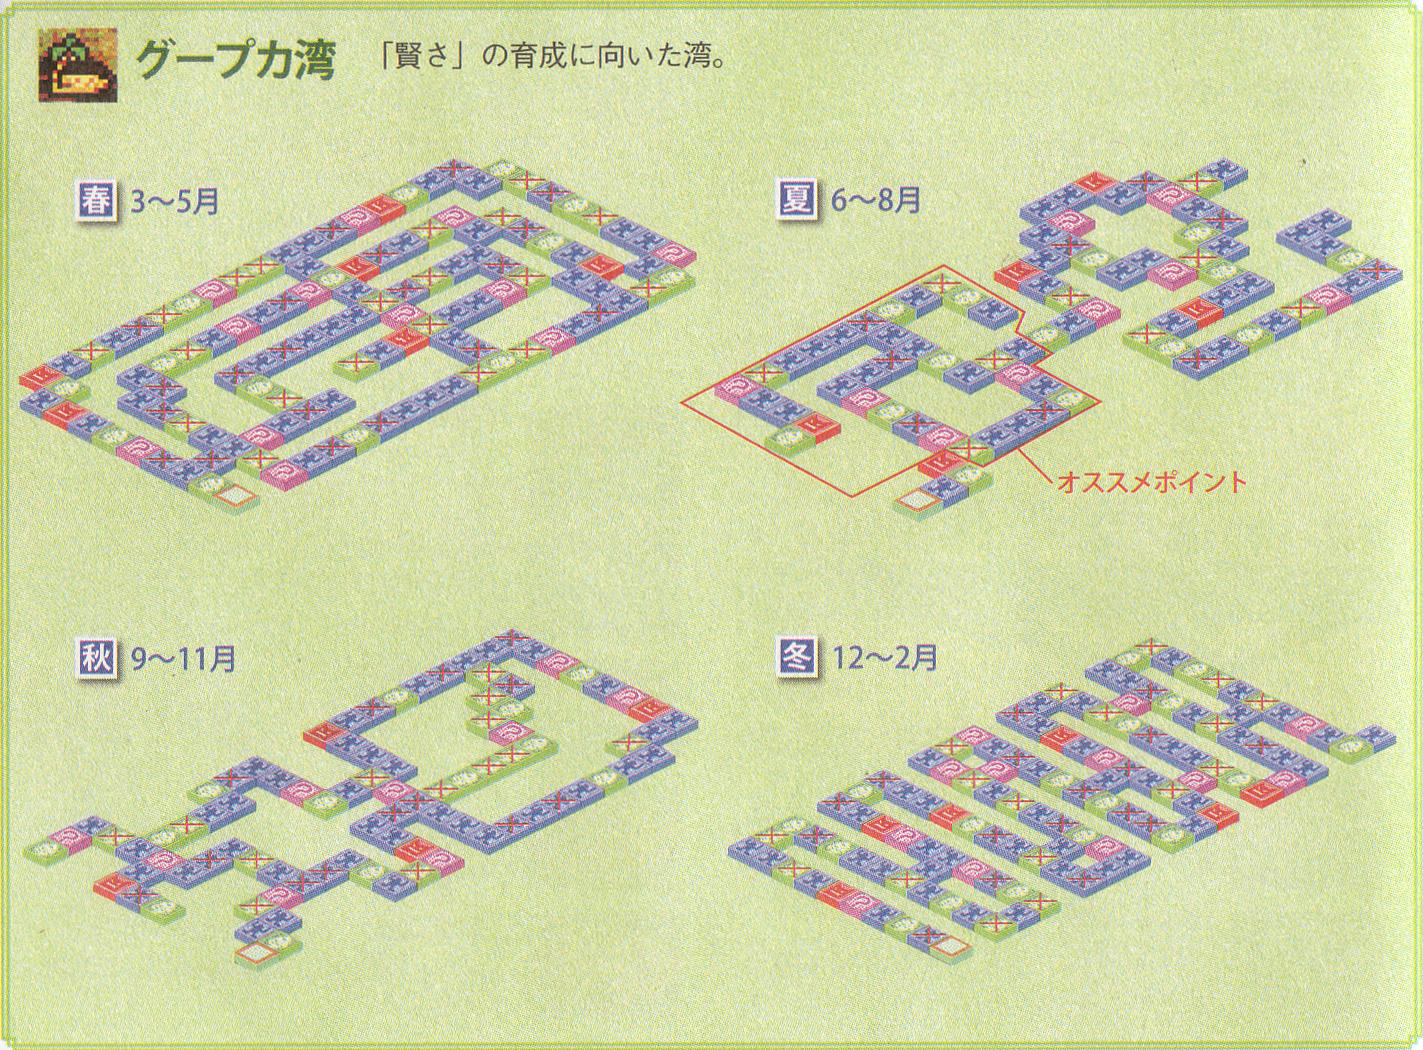 グープカ湾
「賢さ」の育成に向いた湾。
春 3〜5月
夏 6〜8月
オススメポイント
秋 9〜11月
冬 12〜2月